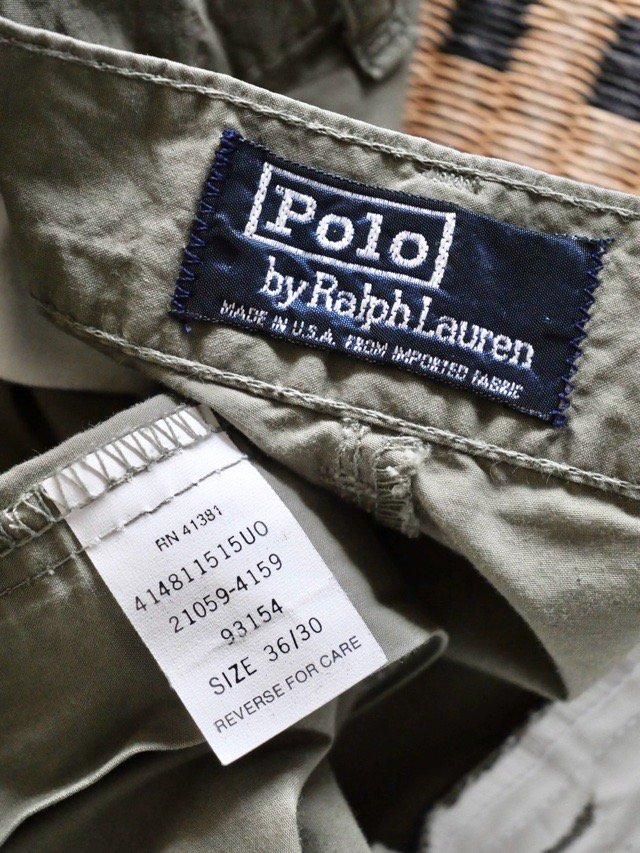 Polo
by Ralph Lauren
MADE IN U.S.A. FROM IMPORTED FABRIC
RN 41381
414811515UO
21059-4159
93154
SIZE 36/30
REVERSE FOR CARE